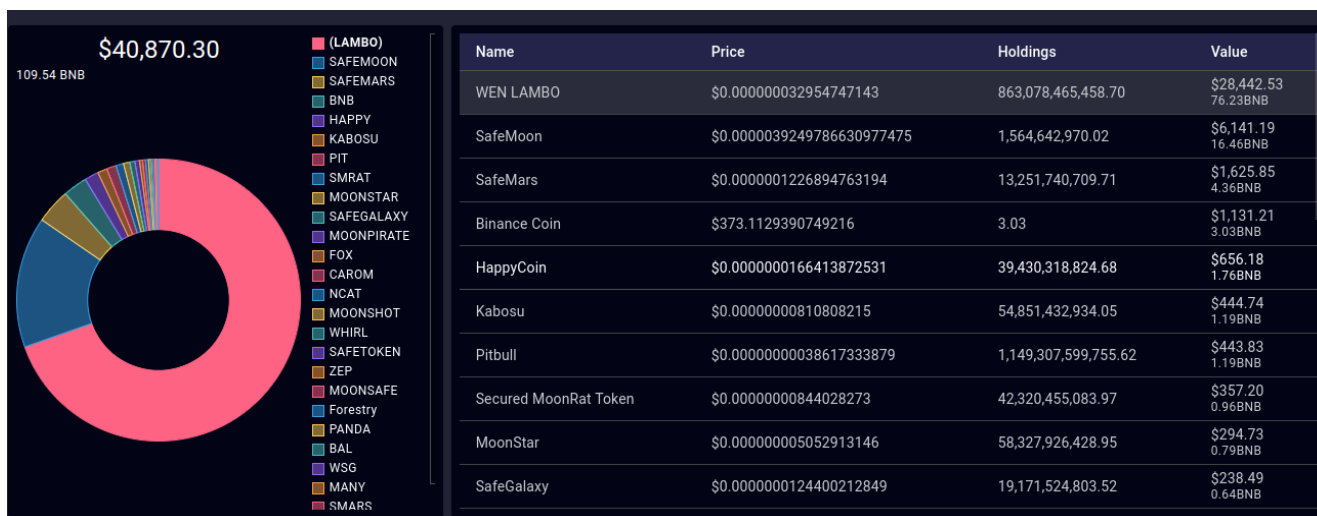 $40,870.30
109.54 BNB
(LAMBO)
SAFEMOON
SAFEMARS
BNB
HAPPY
KABOSU
PIT
SMRAT
MOONSTAR
SAFEGALAXY
MOONPIRATE
FOX
CAROM
NCAT
MOONSHOT
WHIRL
SAFETOKEN
ZEP
MOONSAFE
Forestry
PANDA
BAL
WSG
MANY
SMARS
Name Price Holdings Value
WEN LAMBO $0.000000032954747143 863,078,465,458.70 $28,442.53
76.23BNB
SafeMoon $0.0000039249786630977475 1,564,642,970.02 $6,141.19
16.46BNB
SafeMars $0.0000001226894763194 13,251,740,709.71 $1,625.85
4.36BNB
Binance Coin $373.1129390749216 3.03 $1,131.21
3.03BNB
HappyCoin $0.0000000166413872531 39,430,318,824.68 $656.18
1.76BNB
Kabosu $0.00000000810808215 54,851,432,934.05 $444.74
1.19BNB
Pitbull $0.00000000038617333879 1,149,307,599,755.62 $443.83
1.19BNB
Secured MoonRat Token $0.00000000844028273 42,320,455,083.97 $357.20
0.96BNB
MoonStar $0.000000005052913146 58,327,926,428.95 $294.73
0.79BNB
SafeGalaxy $0.0000000124400212849 19,171,524,803.52 $238.49
0.64BNB